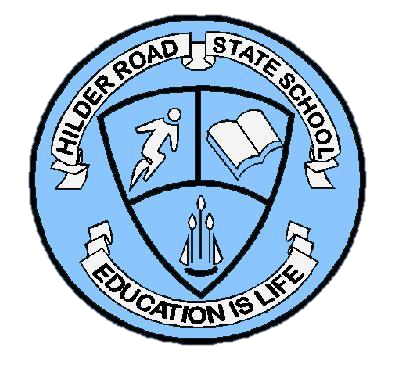 HILDER ROAD STATE SCHOOL
EDUCATION IS LIFE